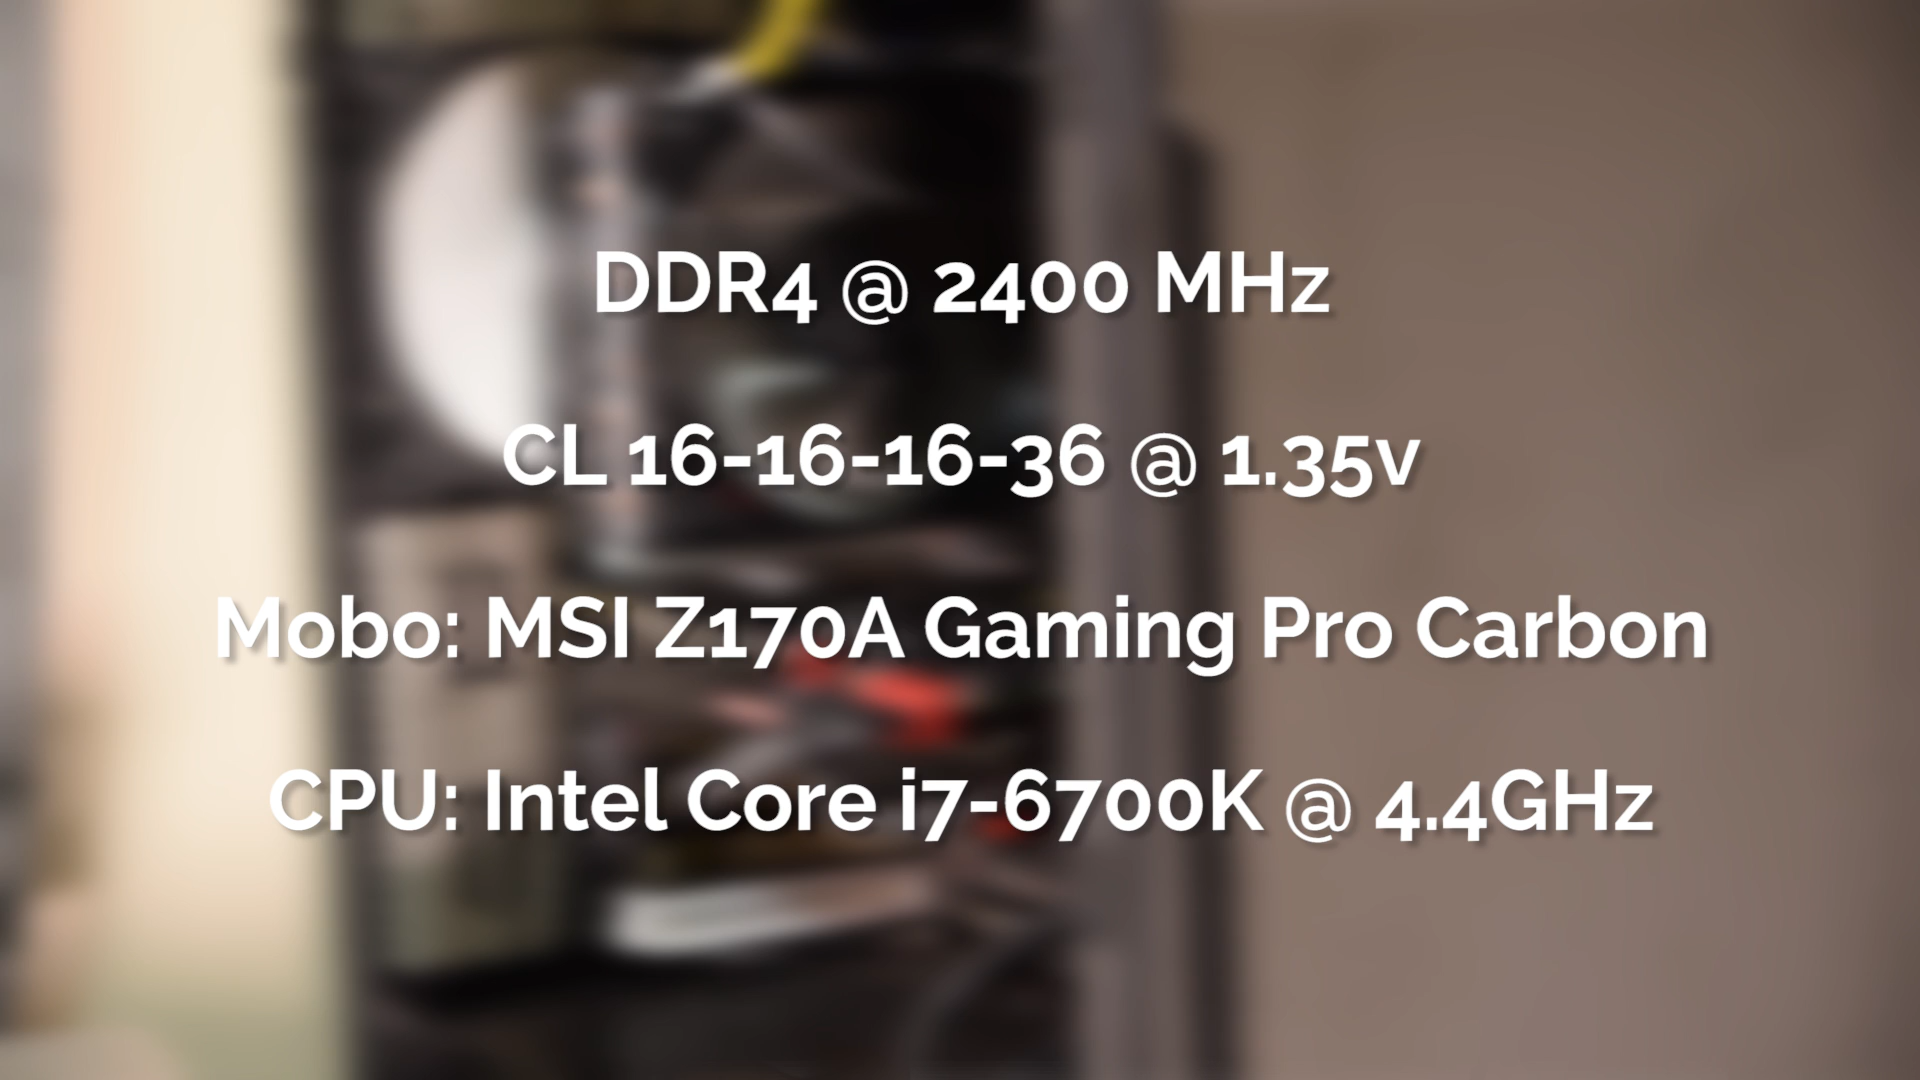 DDR4 @ 2400 MHz
CL 16-16-16-36 @ 1.35v
Mobo: MSI Z170A Gaming Pro Carbon
CPU: Intel Core i7-6700K @ 4.4GHz